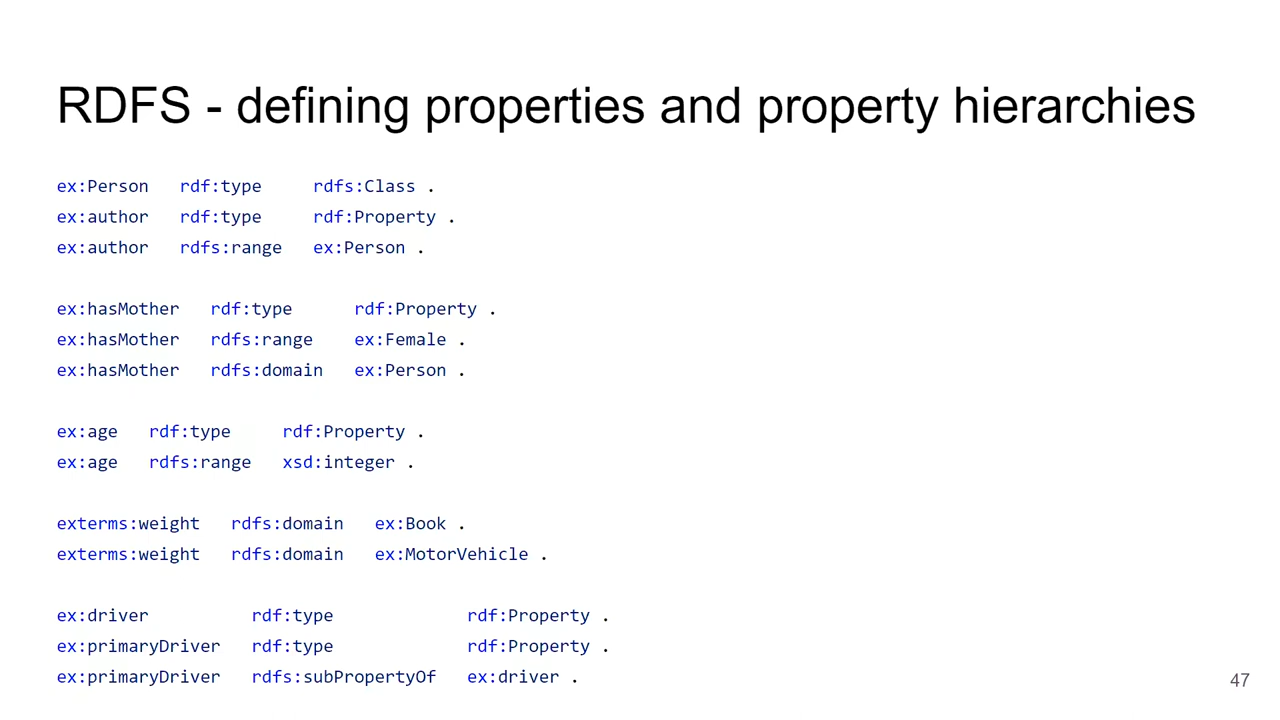 RDFS - defining properties and property hierarchies
ex:Person rdf:type rdfs:Class .
ex:author rdf:type rdf:Property .
ex:author rdfs:range ex:Person .
ex:hasMother rdf:type rdf:Property .
ex:hasMother rdfs:range ex:Female .
ex:hasMother rdfs:domain ex:Person .
ex:age rdf:type rdf:Property .
ex:age rdfs:range xsd:integer .
exterms:weight rdfs:domain ex:Book .
exterms:weight rdfs:domain ex:MotorVehicle .
ex:driver rdf:type rdf:Property .
ex:primaryDriver rdf:type rdf:Property .
ex:primaryDriver rdfs:subPropertyOf ex:driver .
47